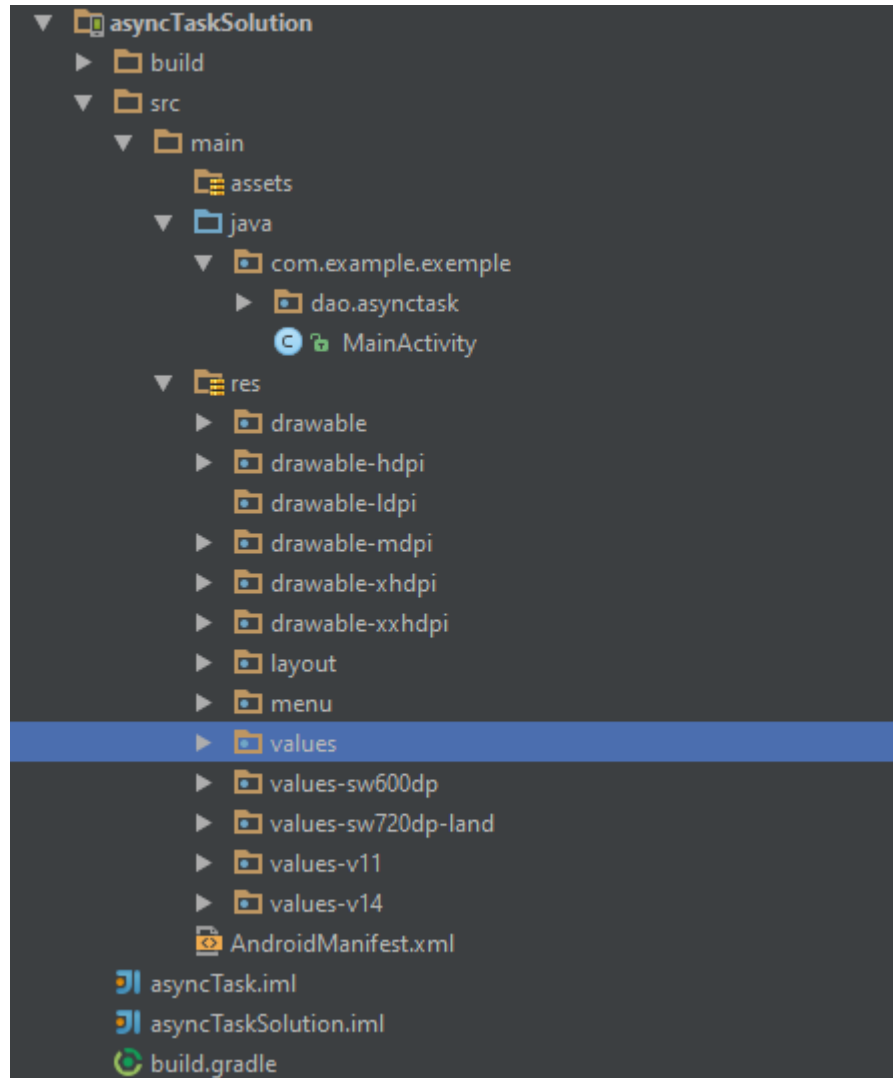 asyncTaskSolution
build
src
main
assets
java
com.example.exemple
dao.asynctask
MainActivity
res
drawable
drawable-hdpi
drawable-ldpi
drawable-mdpi
drawable-xhdpi
drawable-xxhdpi
layout
menu
values
values-sw600dp
values-sw720dp-land
values-v11
values-v14
AndroidManifest.xml
asyncTask.iml
asyncTaskSolution.iml
build.gradle